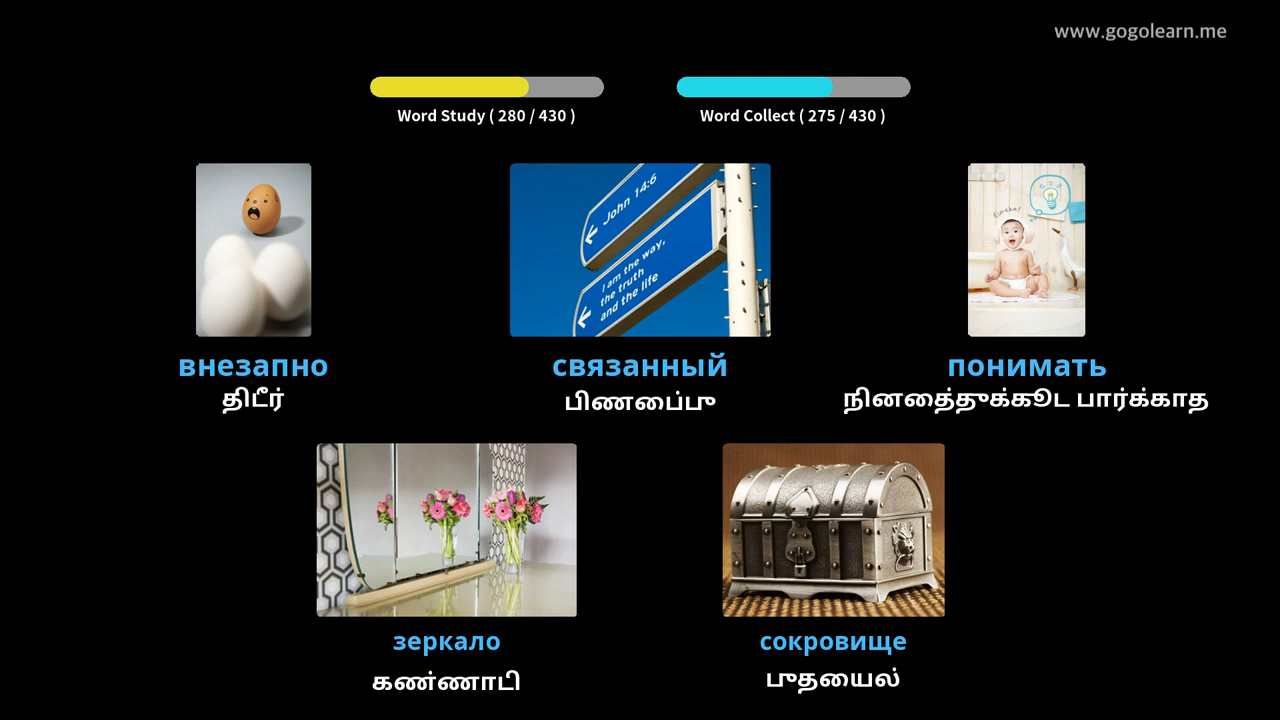 www.gogolearn.me
Word Study ( 280 / 430 )
Word Collect ( 275 / 430 )
John 14:6
I am the way,
the truth
and the life
Eureka!
внезапно
திடீர்
связанный
பிணைப்பு
понимать
நினைத்துக்கூட பார்க்காத
зеркало
கண்ணாடி
сокровище
புதையல்